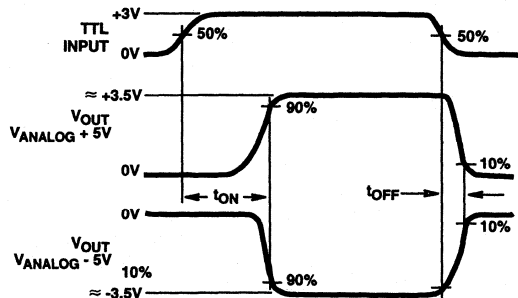 +3V
TTL
INPUT
50%
50%
0V
≈ +3.5V
VOUT
VANALOG + 5V
90%
0V
10%
tON
tOFF
0V
10%
VOUT
VANALOG - 5V
10%
90%
≈ -3.5V